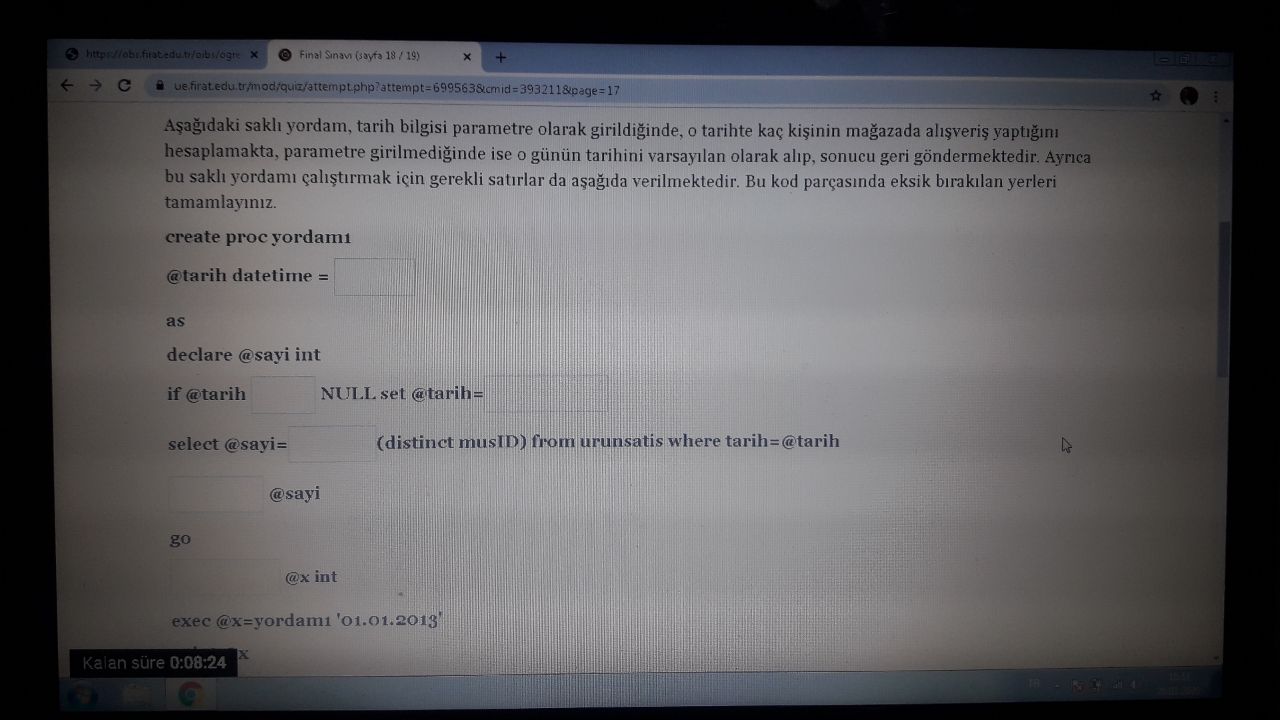 https://obs.firat.edu.tr/oibs/ogre
Final Sınavı (sayfa 18 / 19)
ue.firat.edu.tr/mod/quiz/attempt.php?attempt=699563&cmid=393211&page=17
Aşağıdaki saklı yordam, tarih bilgisi parametre olarak girildiğinde, o tarihte kaç kişinin mağazada alışveriş yaptığını
hesaplamakta, parametre girilmediğinde ise o günün tarihini varsayılan olarak alıp, sonucu geri göndermektedir. Ayrıca
bu saklı yordamı çalıştırmak için gerekli satırlar da aşağıda verilmektedir. Bu kod parçasında eksik bırakılan yerleri
tamamlayınız.
create proc yordam1
@tarih datetime =
as
declare @sayi int
if @tarih NULL set @tarih=
select @sayi= (distinct musID) from urunsatis where tarih=@tarih
@sayi
go
@x int
exec @x=yordam1 '01.01.2013'
x
Kalan süre 0:08:24
TR